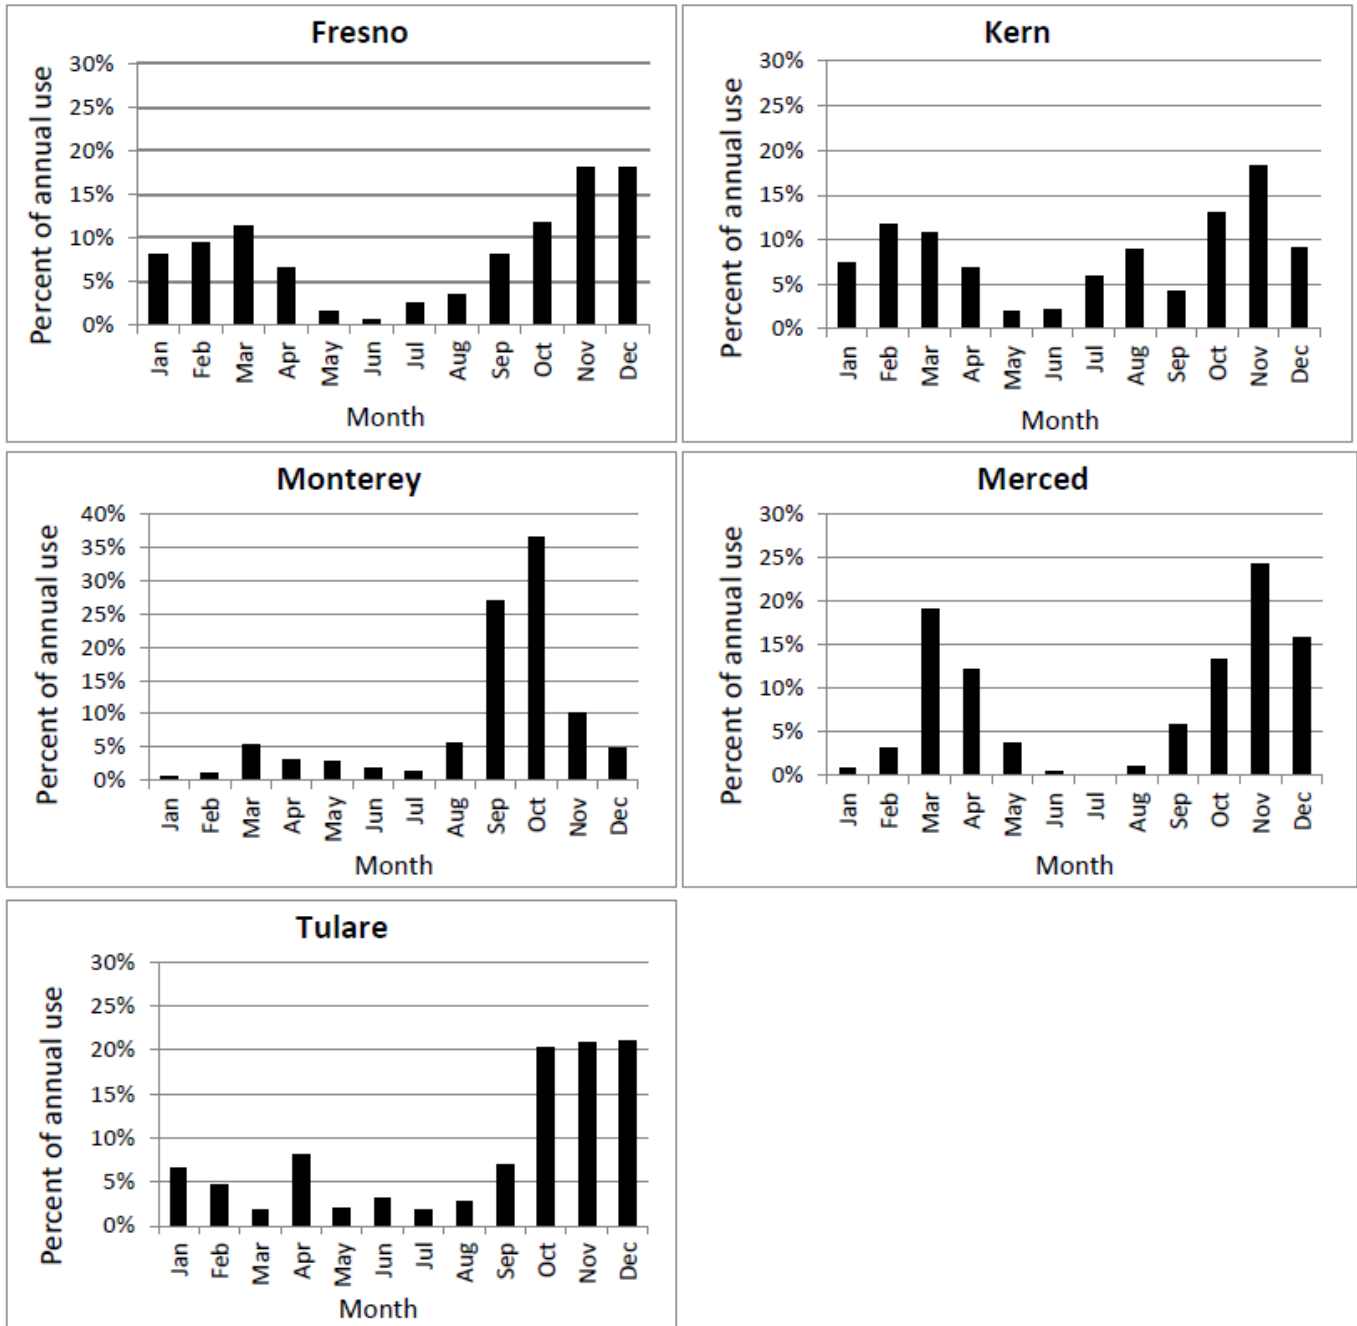 Fresno
Percent of annual use
30%
25%
20%
15%
10%
5%
0%
Jan
Feb
Mar
Apr
May
Jun
Jul
Aug
Sep
Oct
Nov
Dec
Month
Kern
Percent of annual use
30%
25%
20%
15%
10%
5%
0%
Jan
Feb
Mar
Apr
May
Jun
Jul
Aug
Sep
Oct
Nov
Dec
Month
Monterey
Percent of annual use
40%
35%
30%
25%
20%
15%
10%
5%
0%
Jan
Feb
Mar
Apr
May
Jun
Jul
Aug
Sep
Oct
Nov
Dec
Month
Merced
Percent of annual use
30%
25%
20%
15%
10%
5%
0%
Jan
Feb
Mar
Apr
May
Jun
Jul
Aug
Sep
Oct
Nov
Dec
Month
Tulare
Percent of annual use
30%
25%
20%
15%
10%
5%
0%
Jan
Feb
Mar
Apr
May
Jun
Jul
Aug
Sep
Oct
Nov
Dec
Month